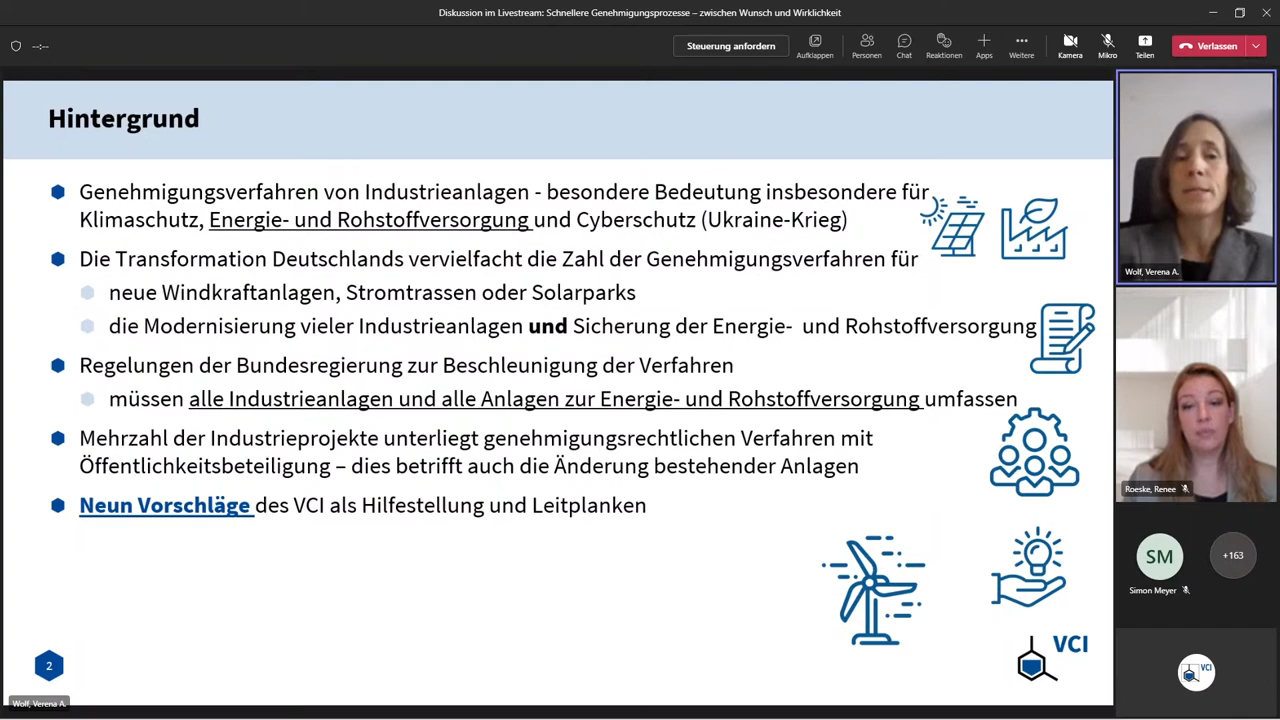 Diskussion im Livestream: Schnellere Genehmigungsprozesse – zwischen Wunsch und Wirklichkeit
--:--
Steuerung anfordern
Aufklappen
Personen
Chat
Reaktionen
Apps
Weitere
Kamera
Mikro
Teilen
Verlassen
Hintergrund
Genehmigungsverfahren von Industrieanlagen - besondere Bedeutung insbesondere für
Klimaschutz, Energie- und Rohstoffversorgung und Cyberschutz (Ukraine-Krieg)
Die Transformation Deutschlands vervielfacht die Zahl der Genehmigungsverfahren für
neue Windkraftanlagen, Stromtrassen oder Solarparks
die Modernisierung vieler Industrieanlagen und Sicherung der Energie- und Rohstoffversorgung
Regelungen der Bundesregierung zur Beschleunigung der Verfahren
müssen alle Industrieanlagen und alle Anlagen zur Energie- und Rohstoffversorgung umfassen
Mehrzahl der Industrieprojekte unterliegt genehmigungsrechtlichen Verfahren mit
Öffentlichkeitsbeteiligung – dies betrifft auch die Änderung bestehender Anlagen
Neun Vorschläge des VCI als Hilfestellung und Leitplanken
2
VCI
Wolf, Verena A.
Wolf, Verena A.
Roeske, Renee
SM
+163
Simon Meyer
VCI